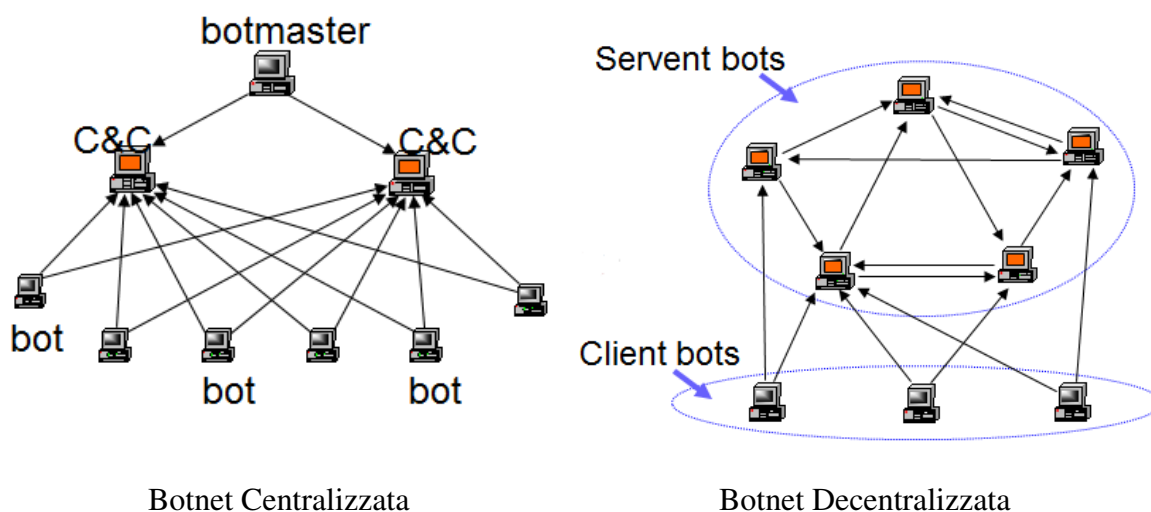 botmaster
C&C
C&C
bot
bot
bot
Servent bots
Client bots
Botnet Centralizzata
Botnet Decentralizzata